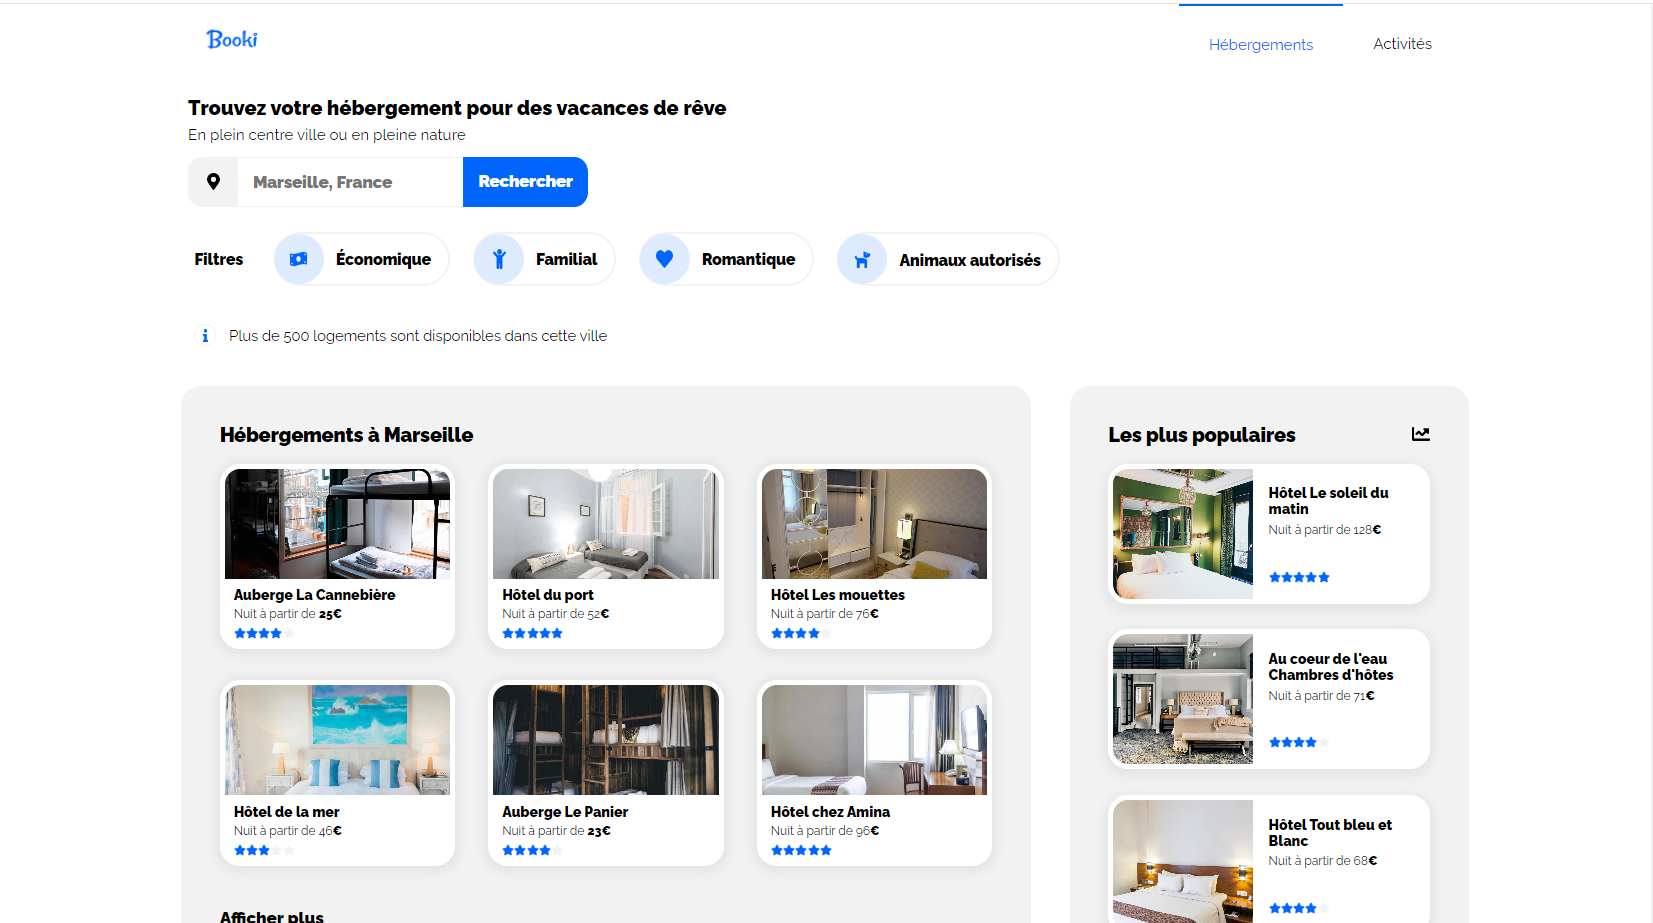 Booki
Hébergements
Activités
Trouvez votre hébergement pour des vacances de rêve
En plein centre ville ou en pleine nature
Marseille, France
Rechercher
Filtres
Économique
Familial
Romantique
Animaux autorisés
Plus de 500 logements sont disponibles dans cette ville
Hébergements à Marseille
Auberge La Cannebière
Nuit à partir de 25€
Hôtel du port
Nuit à partir de 52€
Hôtel Les mouettes
Nuit à partir de 76€
Hôtel de la mer
Nuit à partir de 46€
Auberge Le Panier
Nuit à partir de 23€
Hôtel chez Amina
Nuit à partir de 96€
Afficher plus
Les plus populaires
Hôtel Le soleil du
matin
Nuit à partir de 128€
Au coeur de l'eau
Chambres d'hôtes
Nuit à partir de 71€
Hôtel Tout bleu et
Blanc
Nuit à partir de 68€